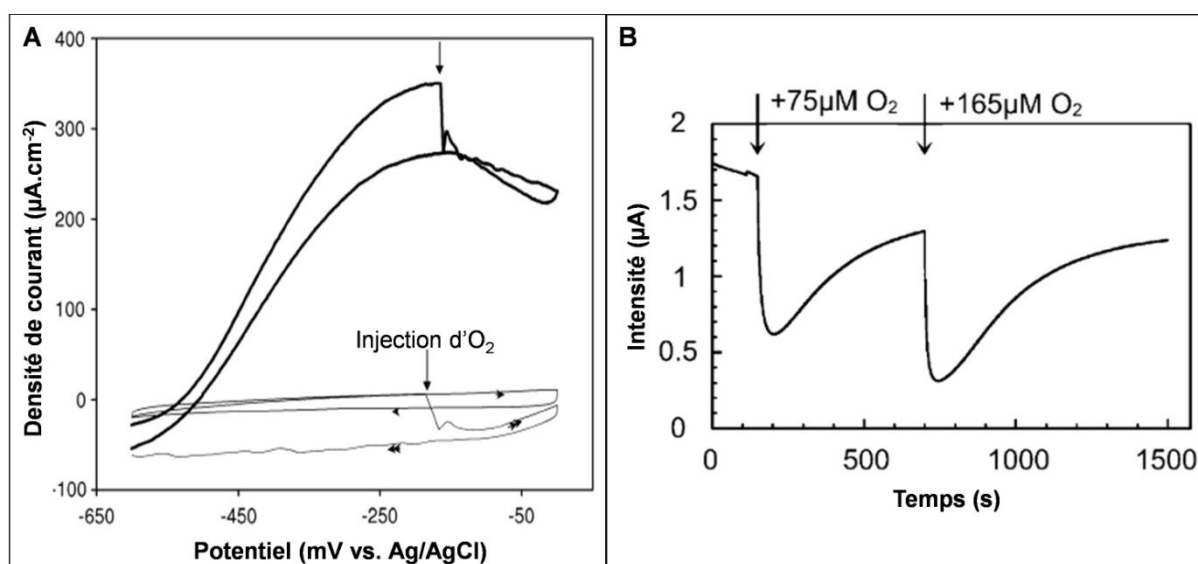 A
400
300
200
100
0
-100
-650
-450
-250
-50
Densité de courant (µA.cm⁻²)
Potentiel (mV vs. Ag/AgCl)
Injection d'O₂
B
+75µM O₂
+165µM O₂
2
1.5
1
0.5
0
0
500
1000
1500
Intensité (µA)
Temps (s)